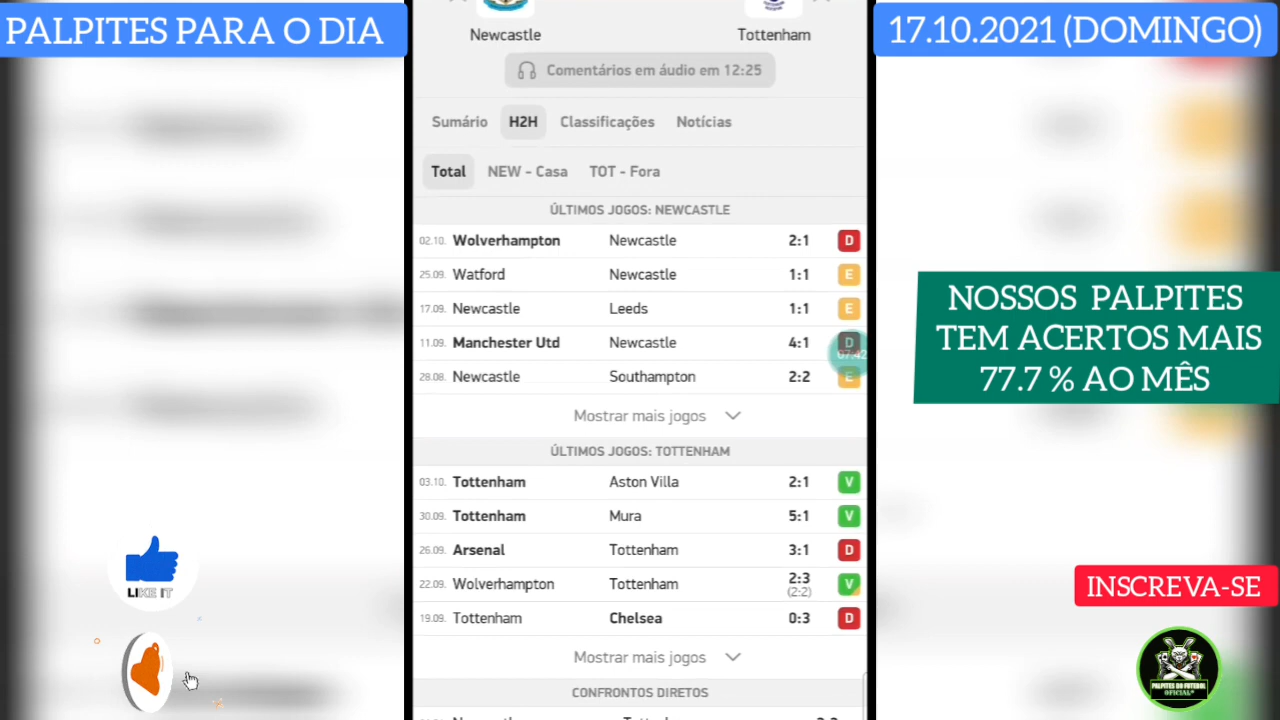 PALPITES PARA O DIA
17.10.2021 (DOMINGO)
Newcastle
Tottenham
Comentários em áudio em 12:25
Sumário H2H Classificações Notícias
Total NEW - Casa TOT - Fora
ÚLTIMOS JOGOS: NEWCASTLE
02.10. Wolverhampton Newcastle 2:1 D
25.09. Watford Newcastle 1:1 E
17.09. Newcastle Leeds 1:1 E
11.09. Manchester Utd Newcastle 4:1 D
07:42
28.08. Newcastle Southampton 2:2 E
Mostrar mais jogos
ÚLTIMOS JOGOS: TOTTENHAM
03.10. Tottenham Aston Villa 2:1 V
30.09. Tottenham Mura 5:1 V
26.09. Arsenal Tottenham 3:1 D
22.09. Wolverhampton Tottenham 2:3 V
(2:2)
19.09. Tottenham Chelsea 0:3 D
Mostrar mais jogos
CONFRONTOS DIRETOS
NOSSOS PALPITES
TEM ACERTOS MAIS
77.7 % AO MÊS
LIKE IT
INSCREVA-SE
PALPITES DO FUTEBOL
OFICIAL